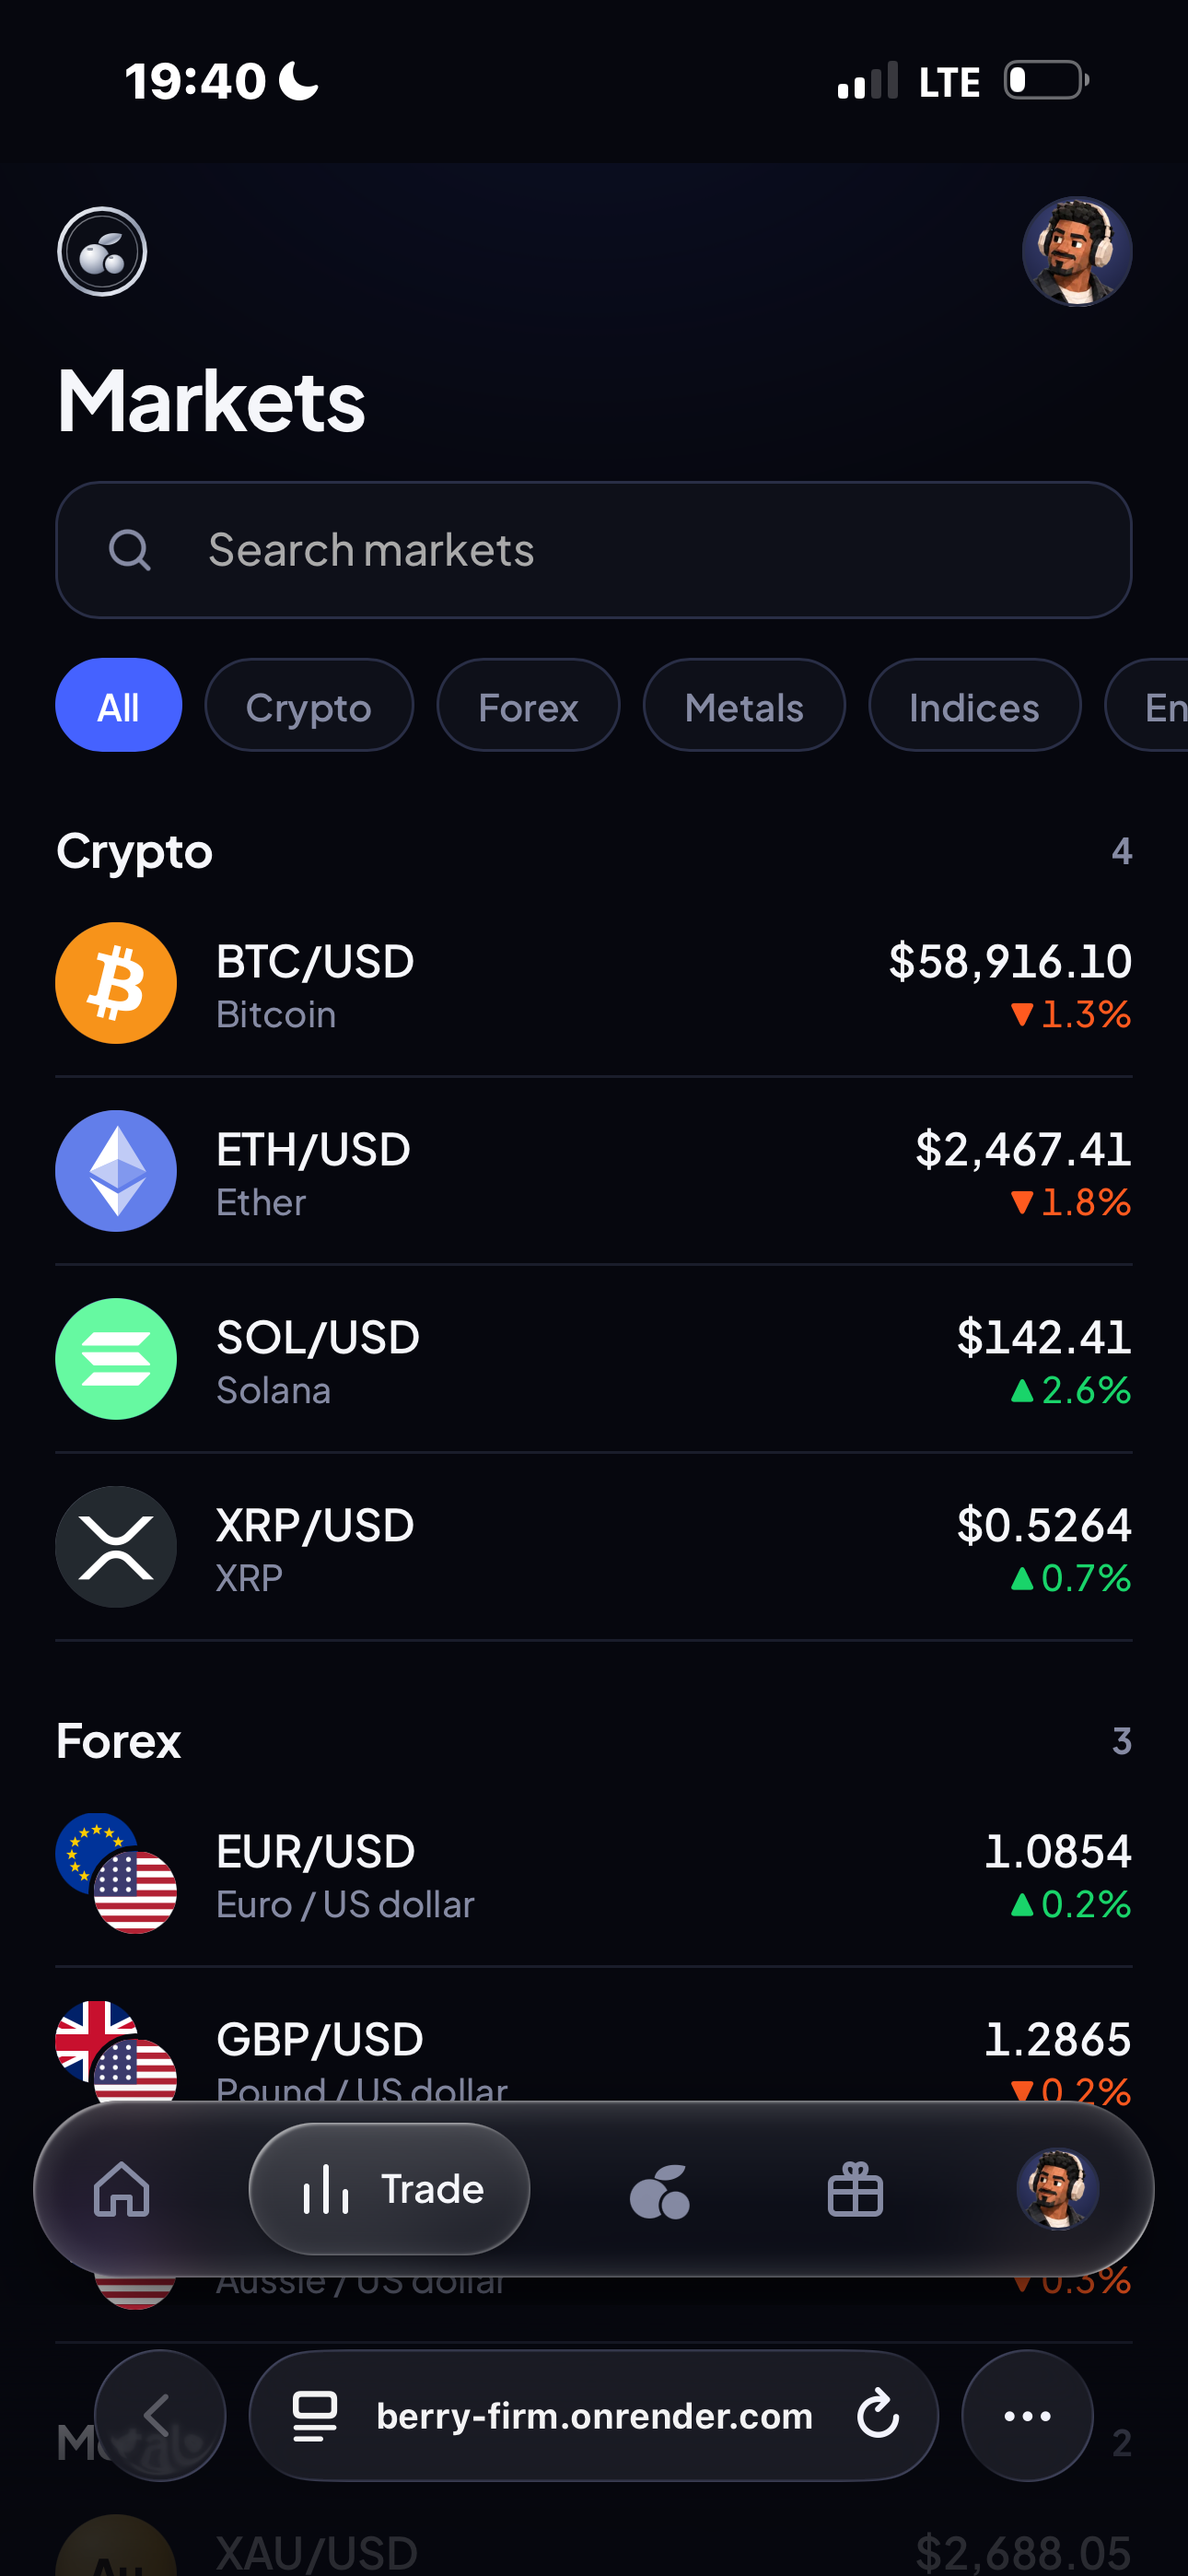 19:40 LTE
Markets
Search markets
All Crypto Forex Metals Indices En
Crypto 4
BTC/USD $58,916.10
Bitcoin ▼1.3%
ETH/USD $2,467.41
Ether ▼1.8%
SOL/USD $142.41
Solana ▲2.6%
XRP/USD $0.5264
XRP ▲0.7%
Forex 3
EUR/USD 1.0854
Euro / US dollar ▲0.2%
GBP/USD 1.2865
Pound / US dollar ▼0.2%
Trade
Aussie / US dollar ▼0.3%
berry-firm.onrender.com
2
XAU/USD $2,688.05
Au